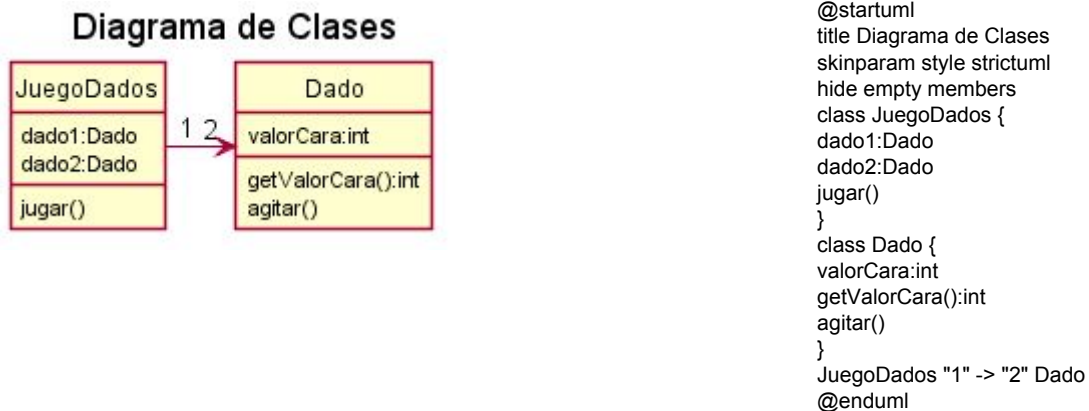 Diagrama de Clases
JuegoDados
dado1:Dado
dado2:Dado
jugar()
1 2
Dado
valorCara:int
getValorCara():int
agitar()
@startuml
title Diagrama de Clases
skinparam style strictuml
hide empty members
class JuegoDados {
dado1:Dado
dado2:Dado
jugar()
}
class Dado {
valorCara:int
getValorCara():int
agitar()
}
JuegoDados "1" -> "2" Dado
@enduml